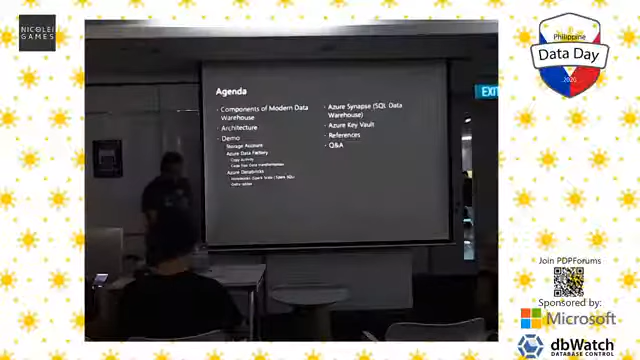 NICOLEI
GAMES
Philippine
Data Day
2020
EXIT
Agenda
- Components of Modern Data
Warehouse
- Architecture
- Demo
Storage Account
Azure Data Factory
Copy Activity
Azure Databricks
- Azure Synapse (SQL Data
Warehouse)
- Azure Key Vault
- References
- Q&A
Join PDPForums
Sponsored by:
Microsoft
dbWatch
DATABASE CONTROL